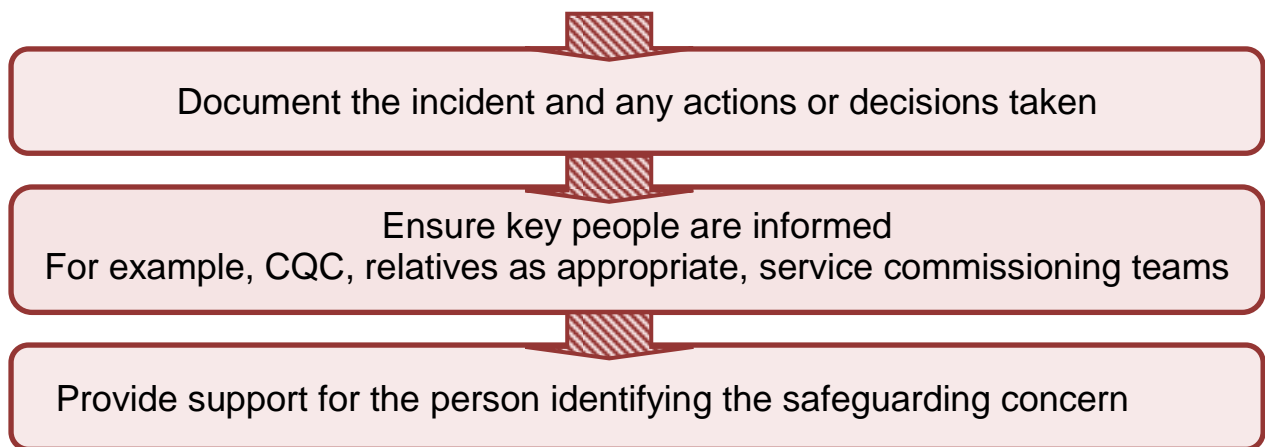 Document the incident and any actions or decisions taken
Ensure key people are informed
For example, CQC, relatives as appropriate, service commissioning teams
Provide support for the person identifying the safeguarding concern